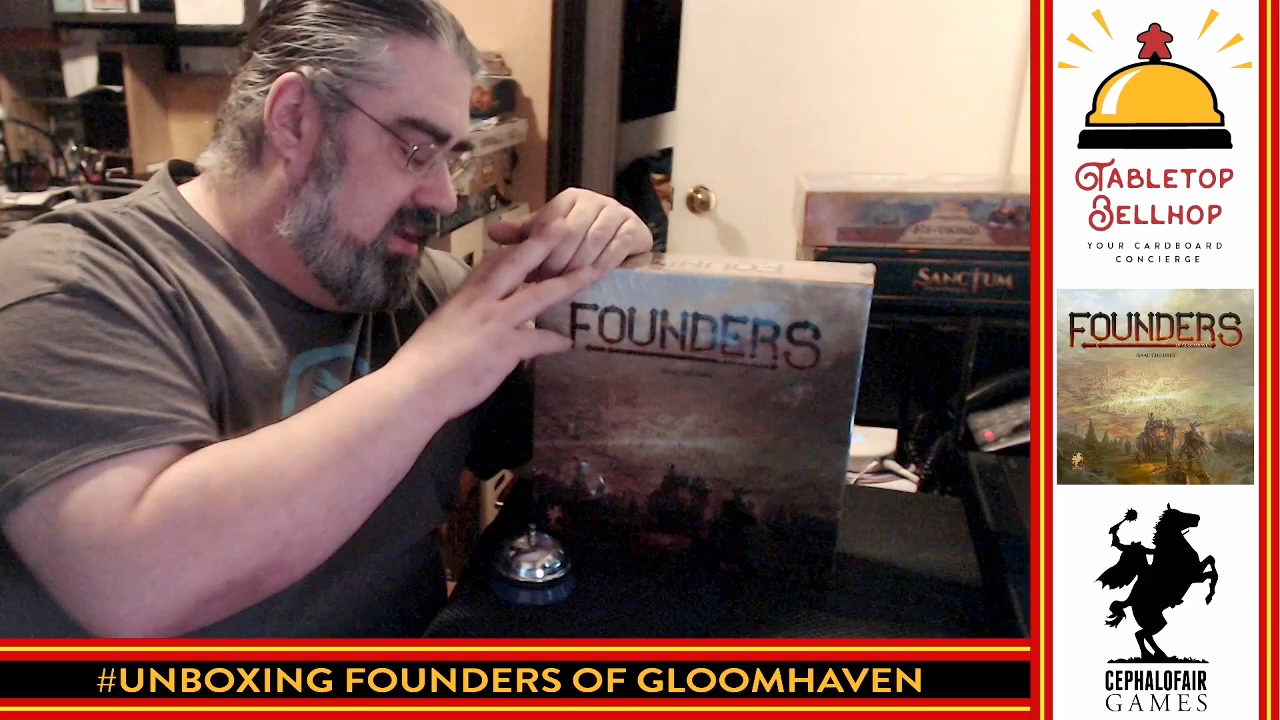 FOUNDERS
SANCTUM
#UNBOXING FOUNDERS OF GLOOMHAVEN
TABLETOP
BELLHOP
YOUR CARDBOARD
CONCIERGE
FOUNDERS
ISAAC CHILDRES
CEPHALOFAIR
GAMES